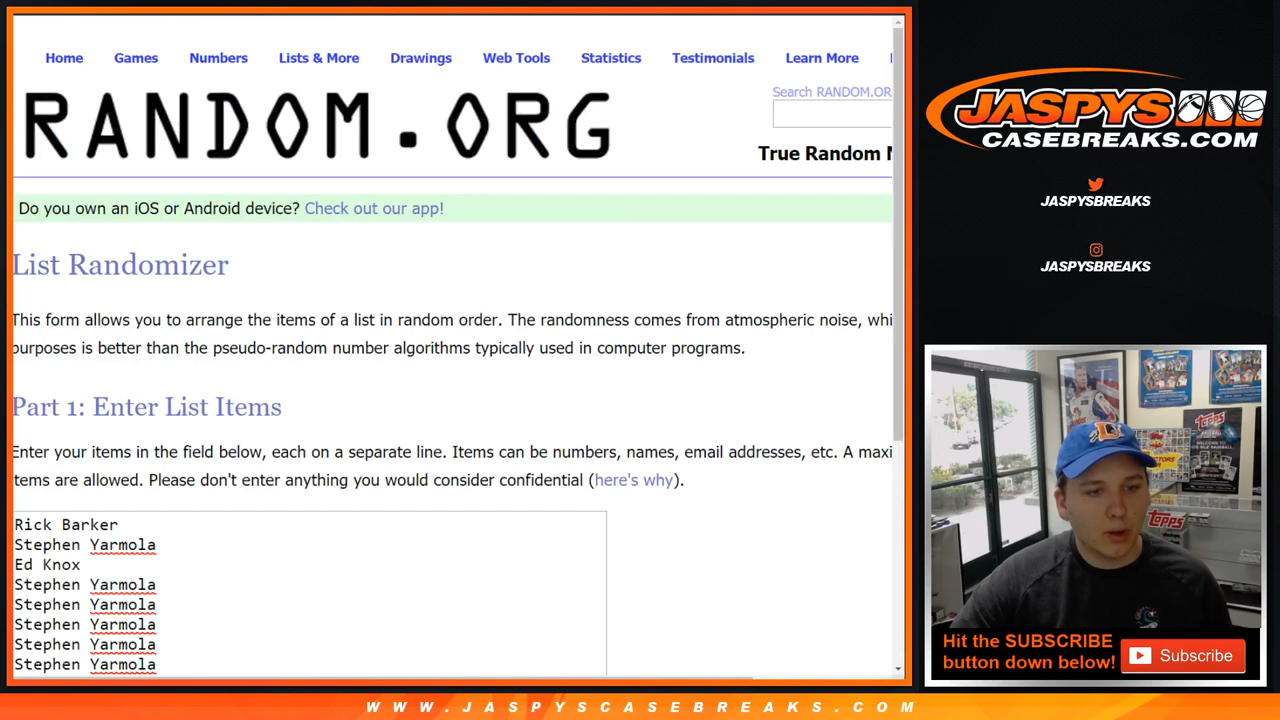 Home Games Numbers Lists & More Drawings Web Tools Statistics Testimonials Learn More
RANDOM.ORG
Search RANDOM.OR
True Random
Do you own an iOS or Android device? Check out our app!
List Randomizer
This form allows you to arrange the items of a list in random order. The randomness comes from atmospheric noise, whi
purposes is better than the pseudo-random number algorithms typically used in computer programs.
Part 1: Enter List Items
Enter your items in the field below, each on a separate line. Items can be numbers, names, email addresses, etc. A maxi
tems are allowed. Please don't enter anything you would consider confidential (here's why).
Rick Barker
Stephen Yarmola
Ed Knox
Stephen Yarmola
Stephen Yarmola
Stephen Yarmola
Stephen Yarmola
Stephen Yarmola
JASPYS
CASEBREAKS.COM
JASPYSBREAKS
JASPYSBREAKS
topps
Topps
Hit the SUBSCRIBE
button down below!
Subscribe
WWW.JASPYSCASEBREAKS.COM